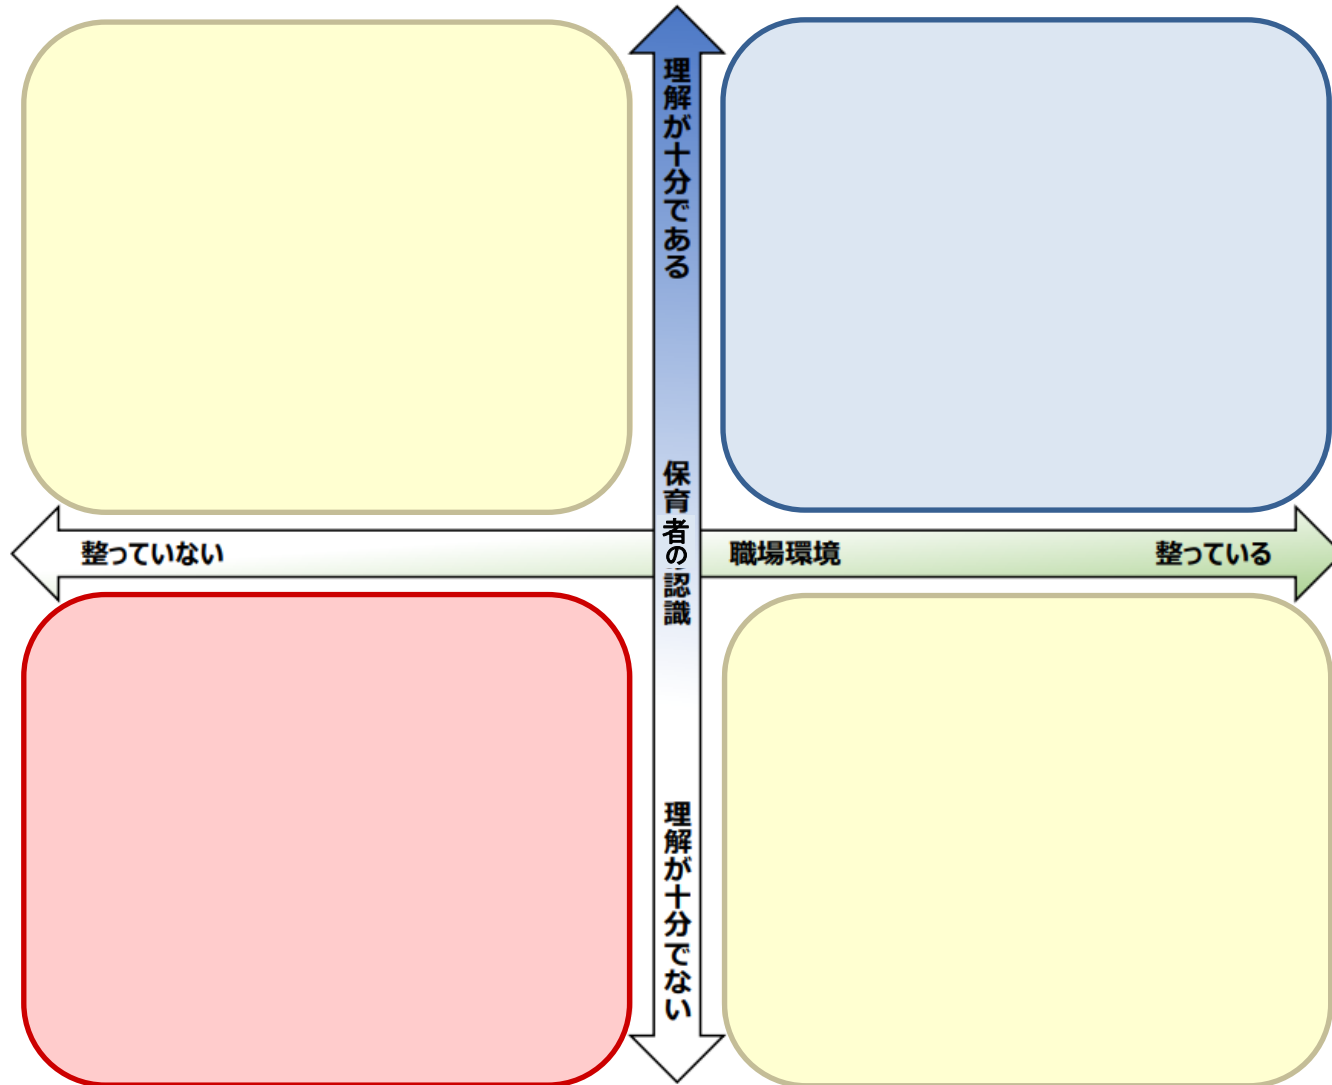 理解が十分である
保育者の認識
整っていない
職場環境
整っている
理解が十分でない